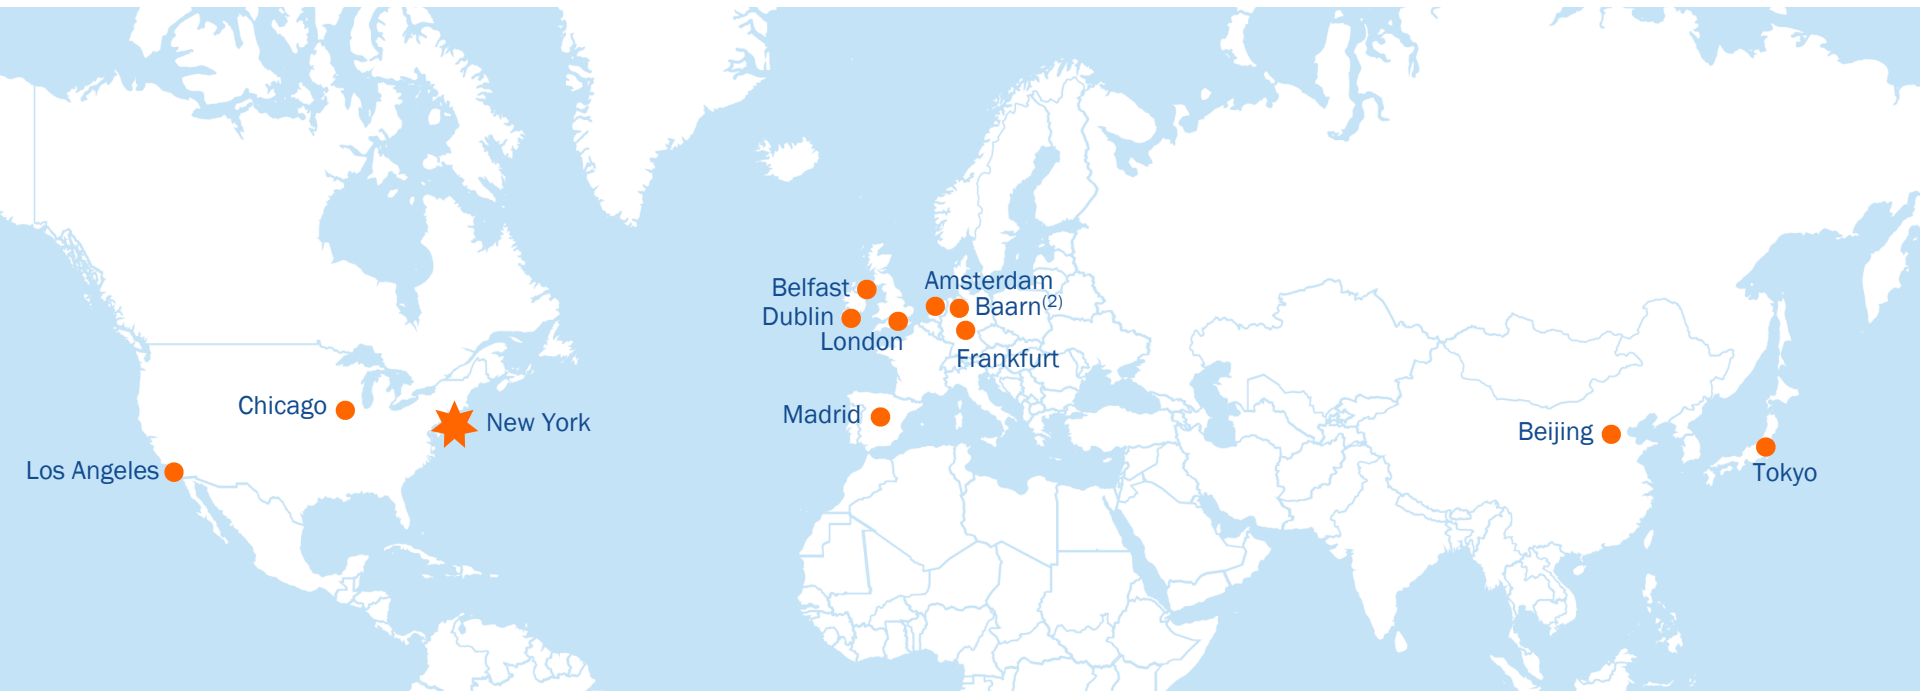 Amsterdam
Belfast
Baarn(2)
Dublin
London
Frankfurt
Chicago
Madrid
New York
Beijing
Los Angeles
Tokyo